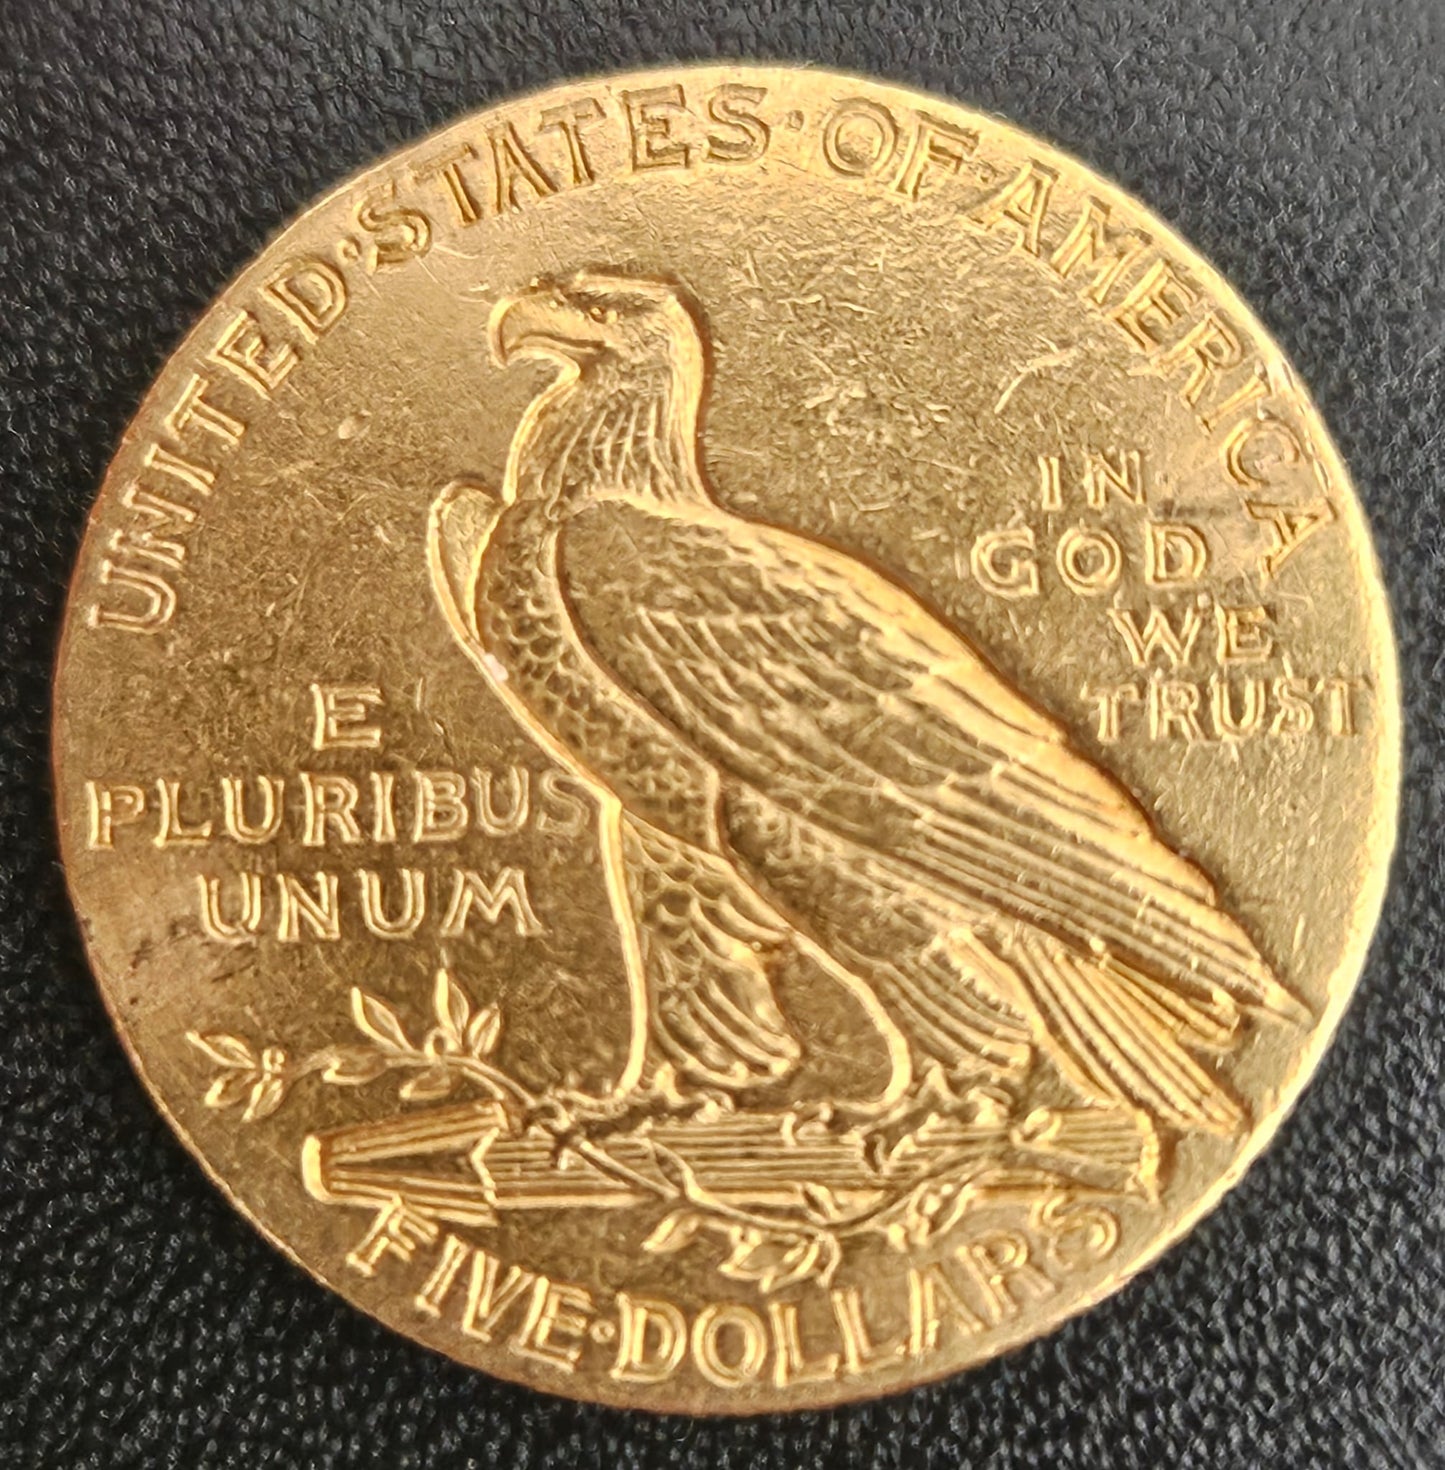 UNITED·STATES·OF·AMERICA
IN
GOD
WE
TRUST
E
PLURIBUS
UNUM
FIVE·DOLLARS